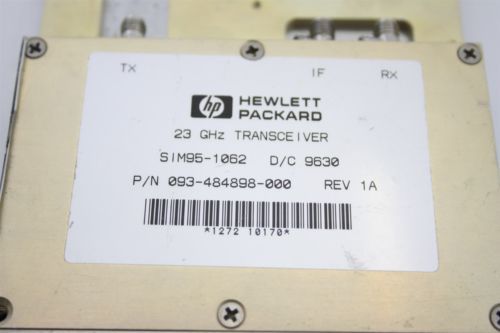 TX IF RX
hp HEWLETT
PACKARD
23 GHz TRANSCEIVER
SIM95-1062 D/C 9630
P/N 093-484898-000 REV 1A
*1272 10170*